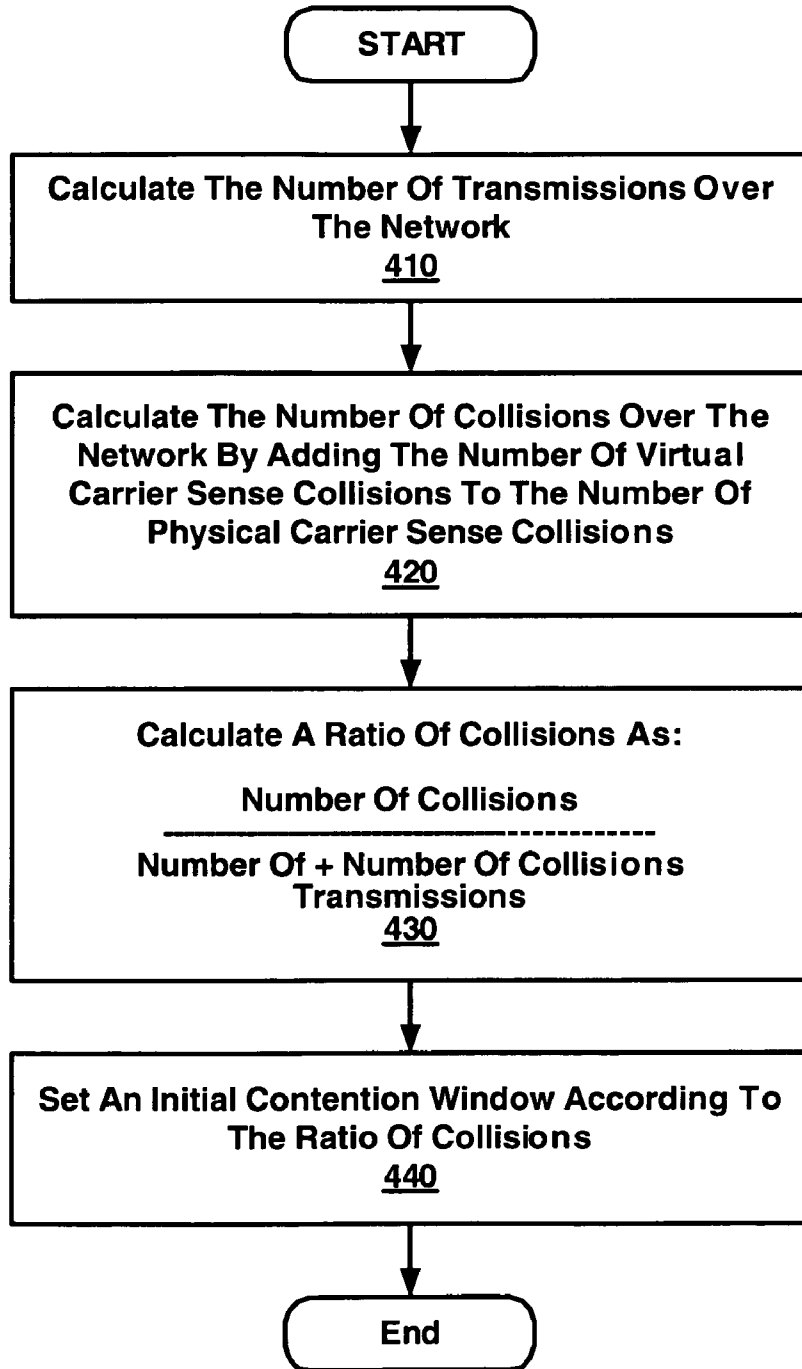 START
Calculate The Number Of Transmissions Over
The Network
410
Calculate The Number Of Collisions Over The
Network By Adding The Number Of Virtual
Carrier Sense Collisions To The Number Of
Physical Carrier Sense Collisions
420
Calculate A Ratio Of Collisions As:
Number Of Collisions
Number Of + Number Of Collisions
Transmissions
430
Set An Initial Contention Window According To
The Ratio Of Collisions
440
End